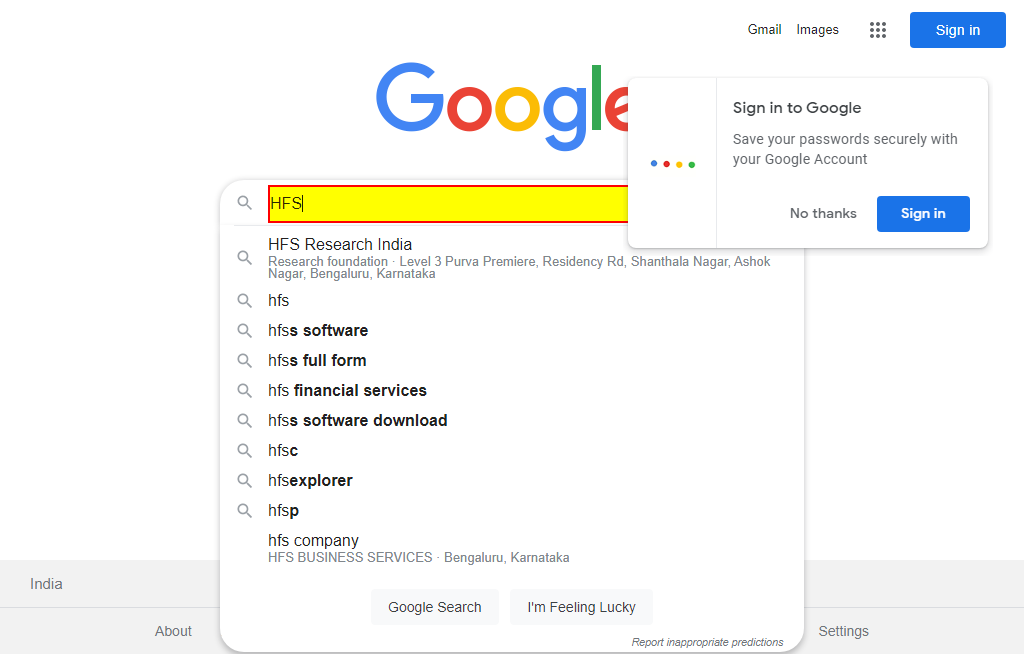 Gmail Images Sign in
Google
Sign in to Google
Save your passwords securely with
your Google Account
No thanks Sign in
HFS
HFS Research India
Research foundation · Level 3 Purva Premiere, Residency Rd, Shanthala Nagar, Ashok
Nagar, Bengaluru, Karnataka
hfs
hfss software
hfss full form
hfs financial services
hfss software download
hfsc
hfsexplorer
hfsp
hfs company
HFS BUSINESS SERVICES · Bengaluru, Karnataka
India
Google Search I'm Feeling Lucky
About Settings
Report inappropriate predictions